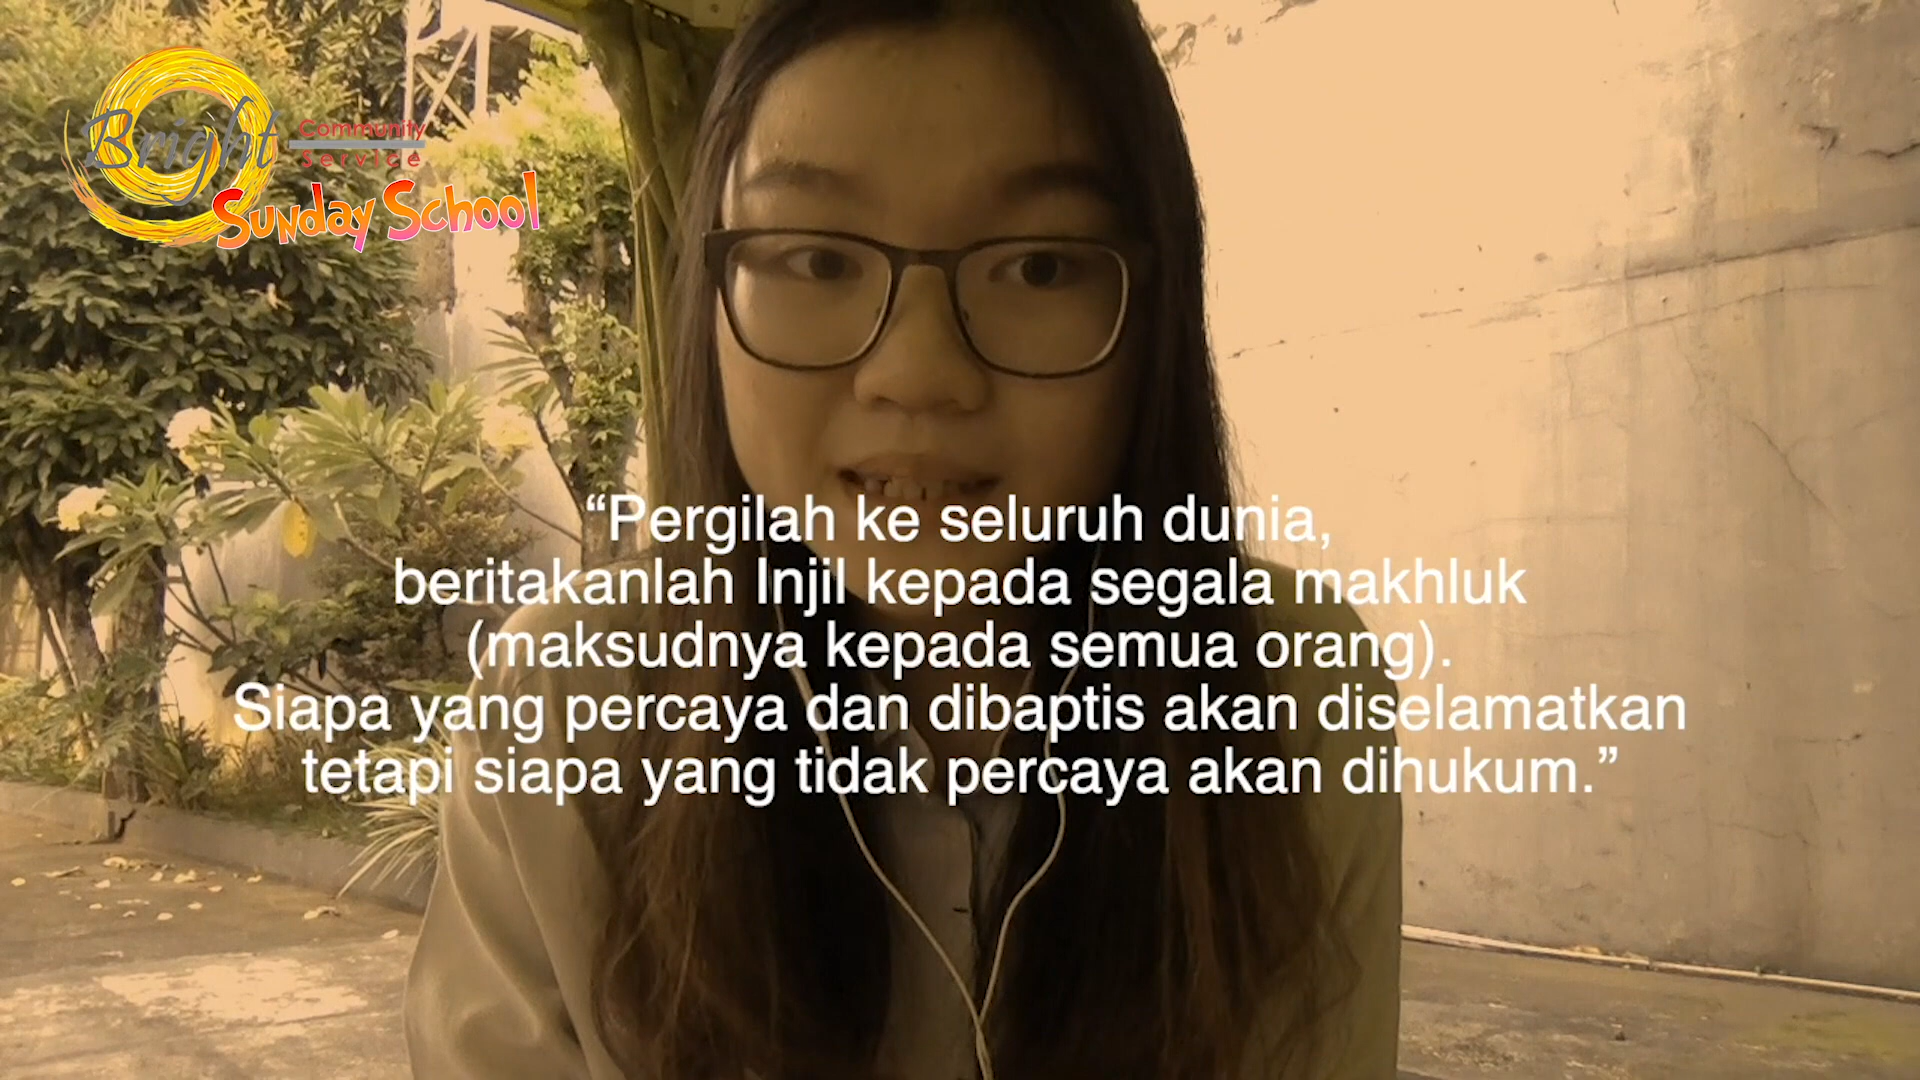 Bright Community Service
Sunday School
“Pergilah ke seluruh dunia,
beritakanlah Injil kepada segala makhluk
(maksudnya kepada semua orang).
Siapa yang percaya dan dibaptis akan diselamatkan
tetapi siapa yang tidak percaya akan dihukum.”